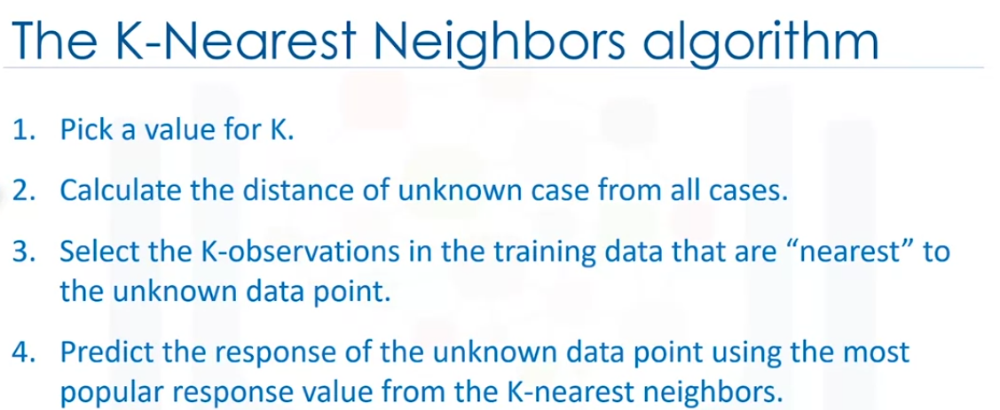 The K-Nearest Neighbors algorithm
1. Pick a value for K.
2. Calculate the distance of unknown case from all cases.
3. Select the K-observations in the training data that are “nearest” to
the unknown data point.
4. Predict the response of the unknown data point using the most
popular response value from the K-nearest neighbors.